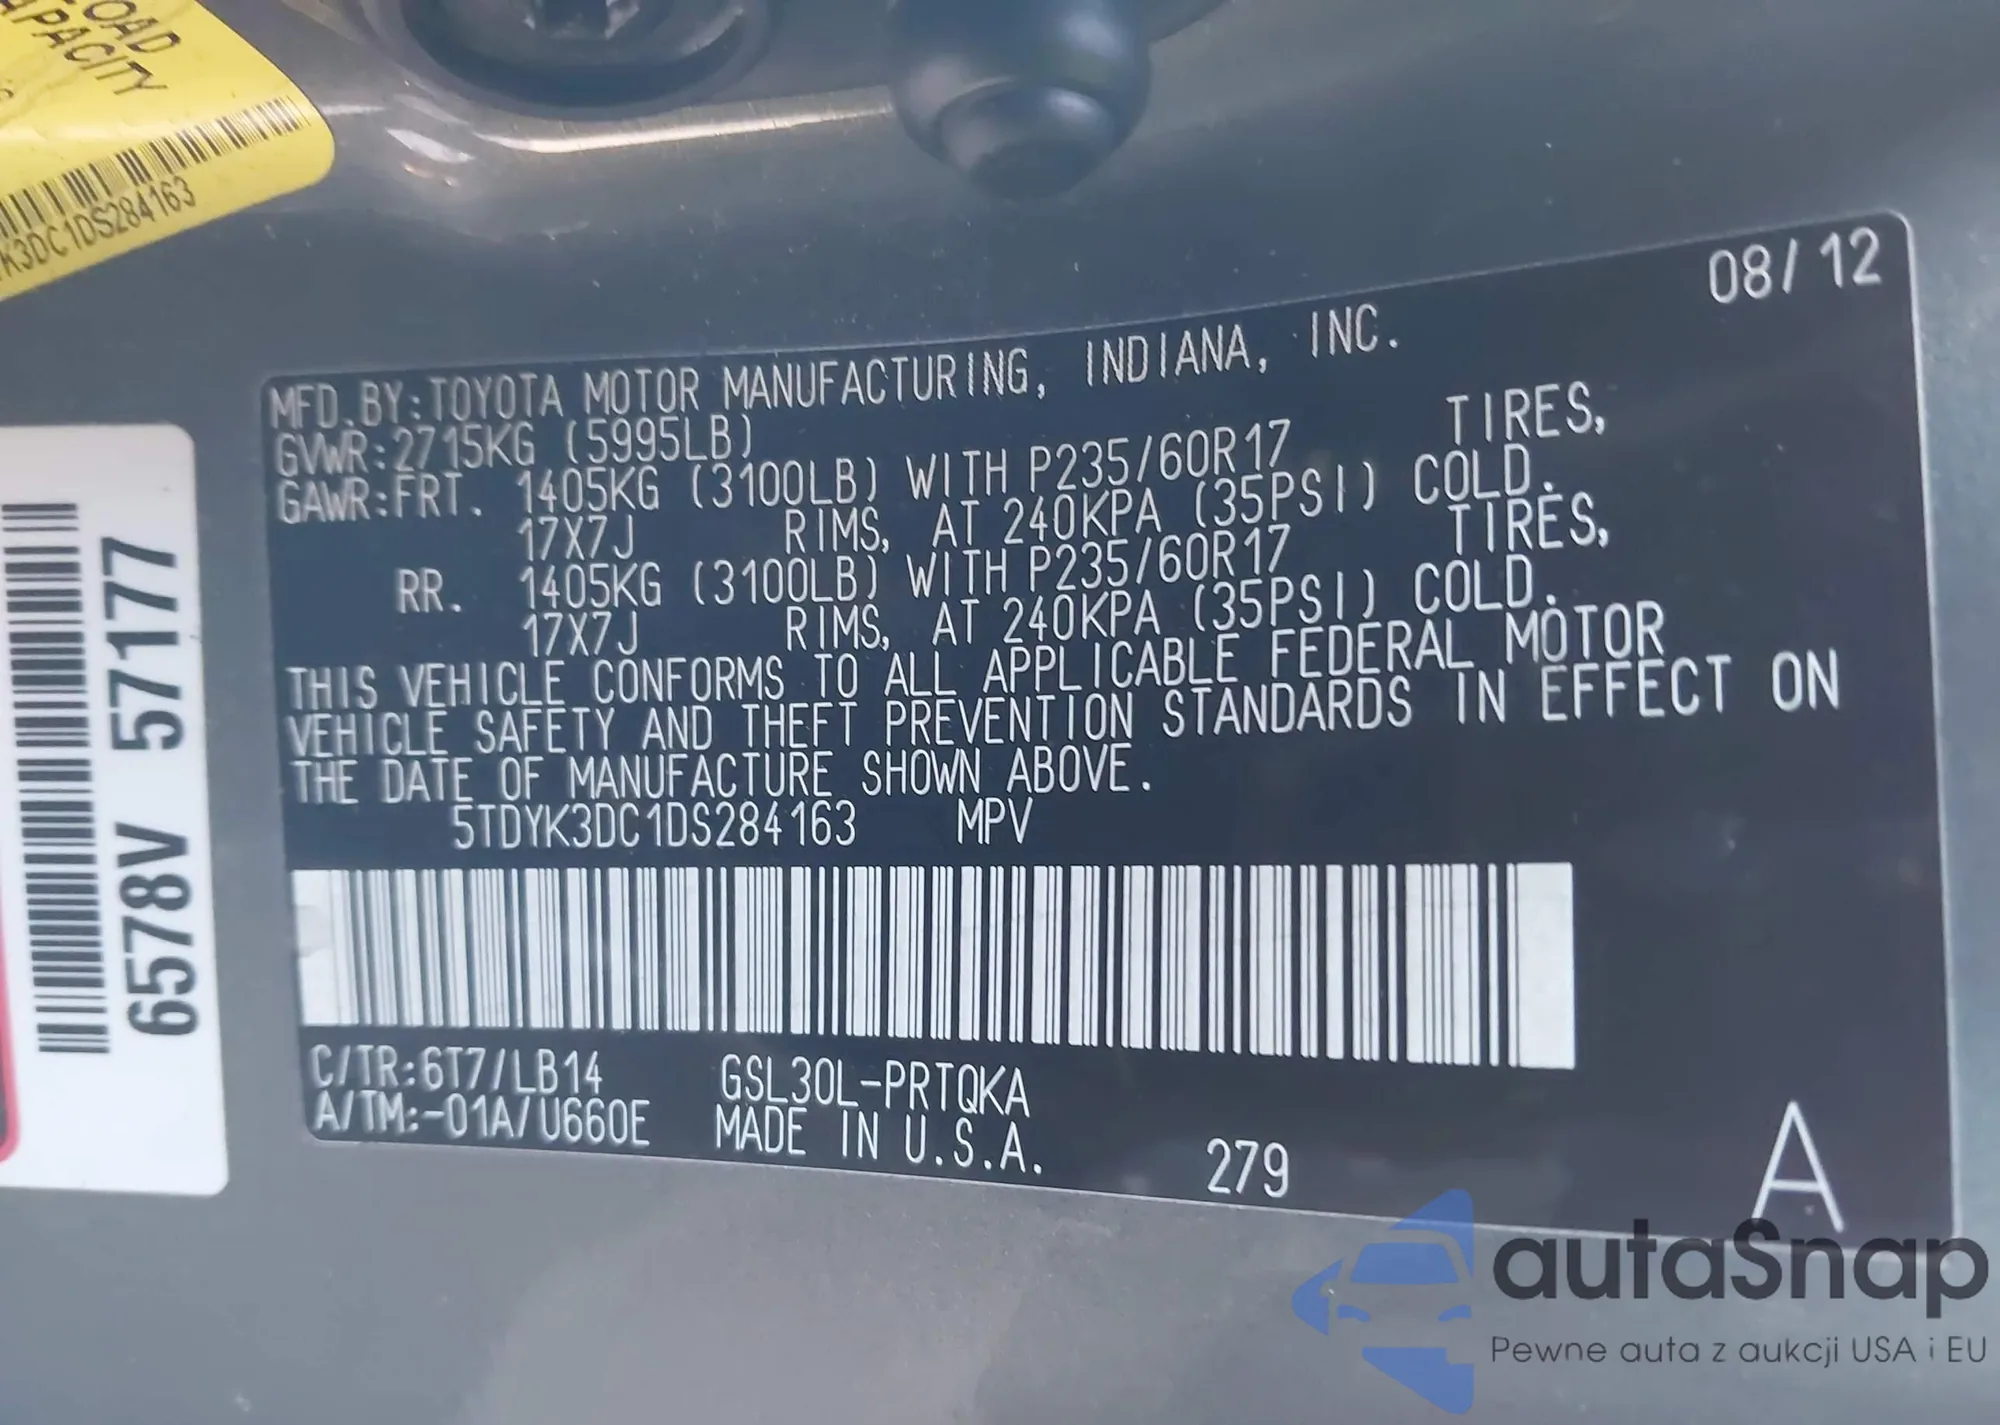 LOAD
CAPACITY
YK3DC1DS284163
57177
6578V
08/12
MFD.BY:TOYOTA MOTOR MANUFACTURING, INDIANA, INC.
GVWR:2715KG (5995LB)
GAWR:FRT. 1405KG (3100LB) WITH P235/60R17 TIRES,
17X7J RIMS, AT 240KPA (35PSI) COLD.
RR. 1405KG (3100LB) WITH P235/60R17 TIRES,
17X7J RIMS, AT 240KPA (35PSI) COLD.
THIS VEHICLE CONFORMS TO ALL APPLICABLE FEDERAL MOTOR
VEHICLE SAFETY AND THEFT PREVENTION STANDARDS IN EFFECT ON
THE DATE OF MANUFACTURE SHOWN ABOVE.
5TDYK3DC1DS284163 MPV
C/TR:6T7/LB14 GSL30L-PRTQKA
A/TM:-01A/U660E MADE IN U.S.A. 279
A
autaSnap
Pewne auta z aukcji USA i EU